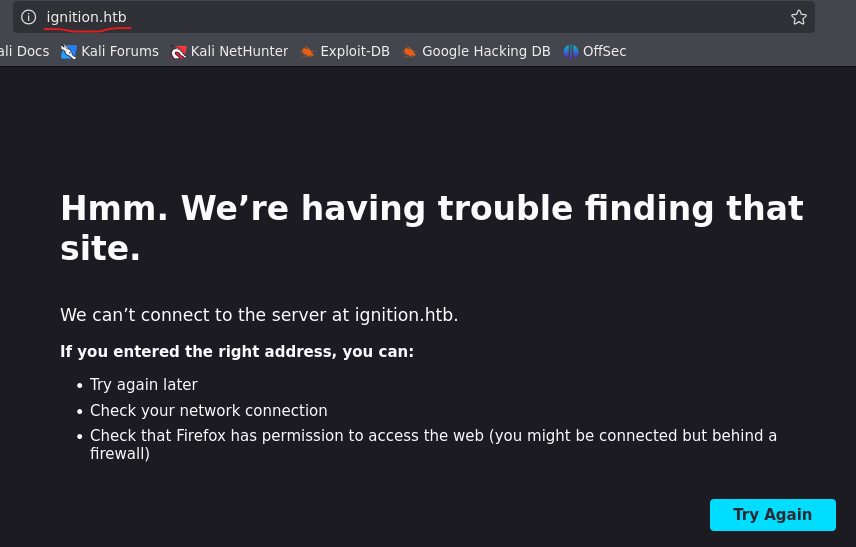 ignition.htb
ali Docs Kali Forums Kali NetHunter Exploit-DB Google Hacking DB OffSec
Hmm. We’re having trouble finding that
site.
We can’t connect to the server at ignition.htb.
If you entered the right address, you can:
• Try again later
• Check your network connection
• Check that Firefox has permission to access the web (you might be connected but behind a
firewall)
Try Again